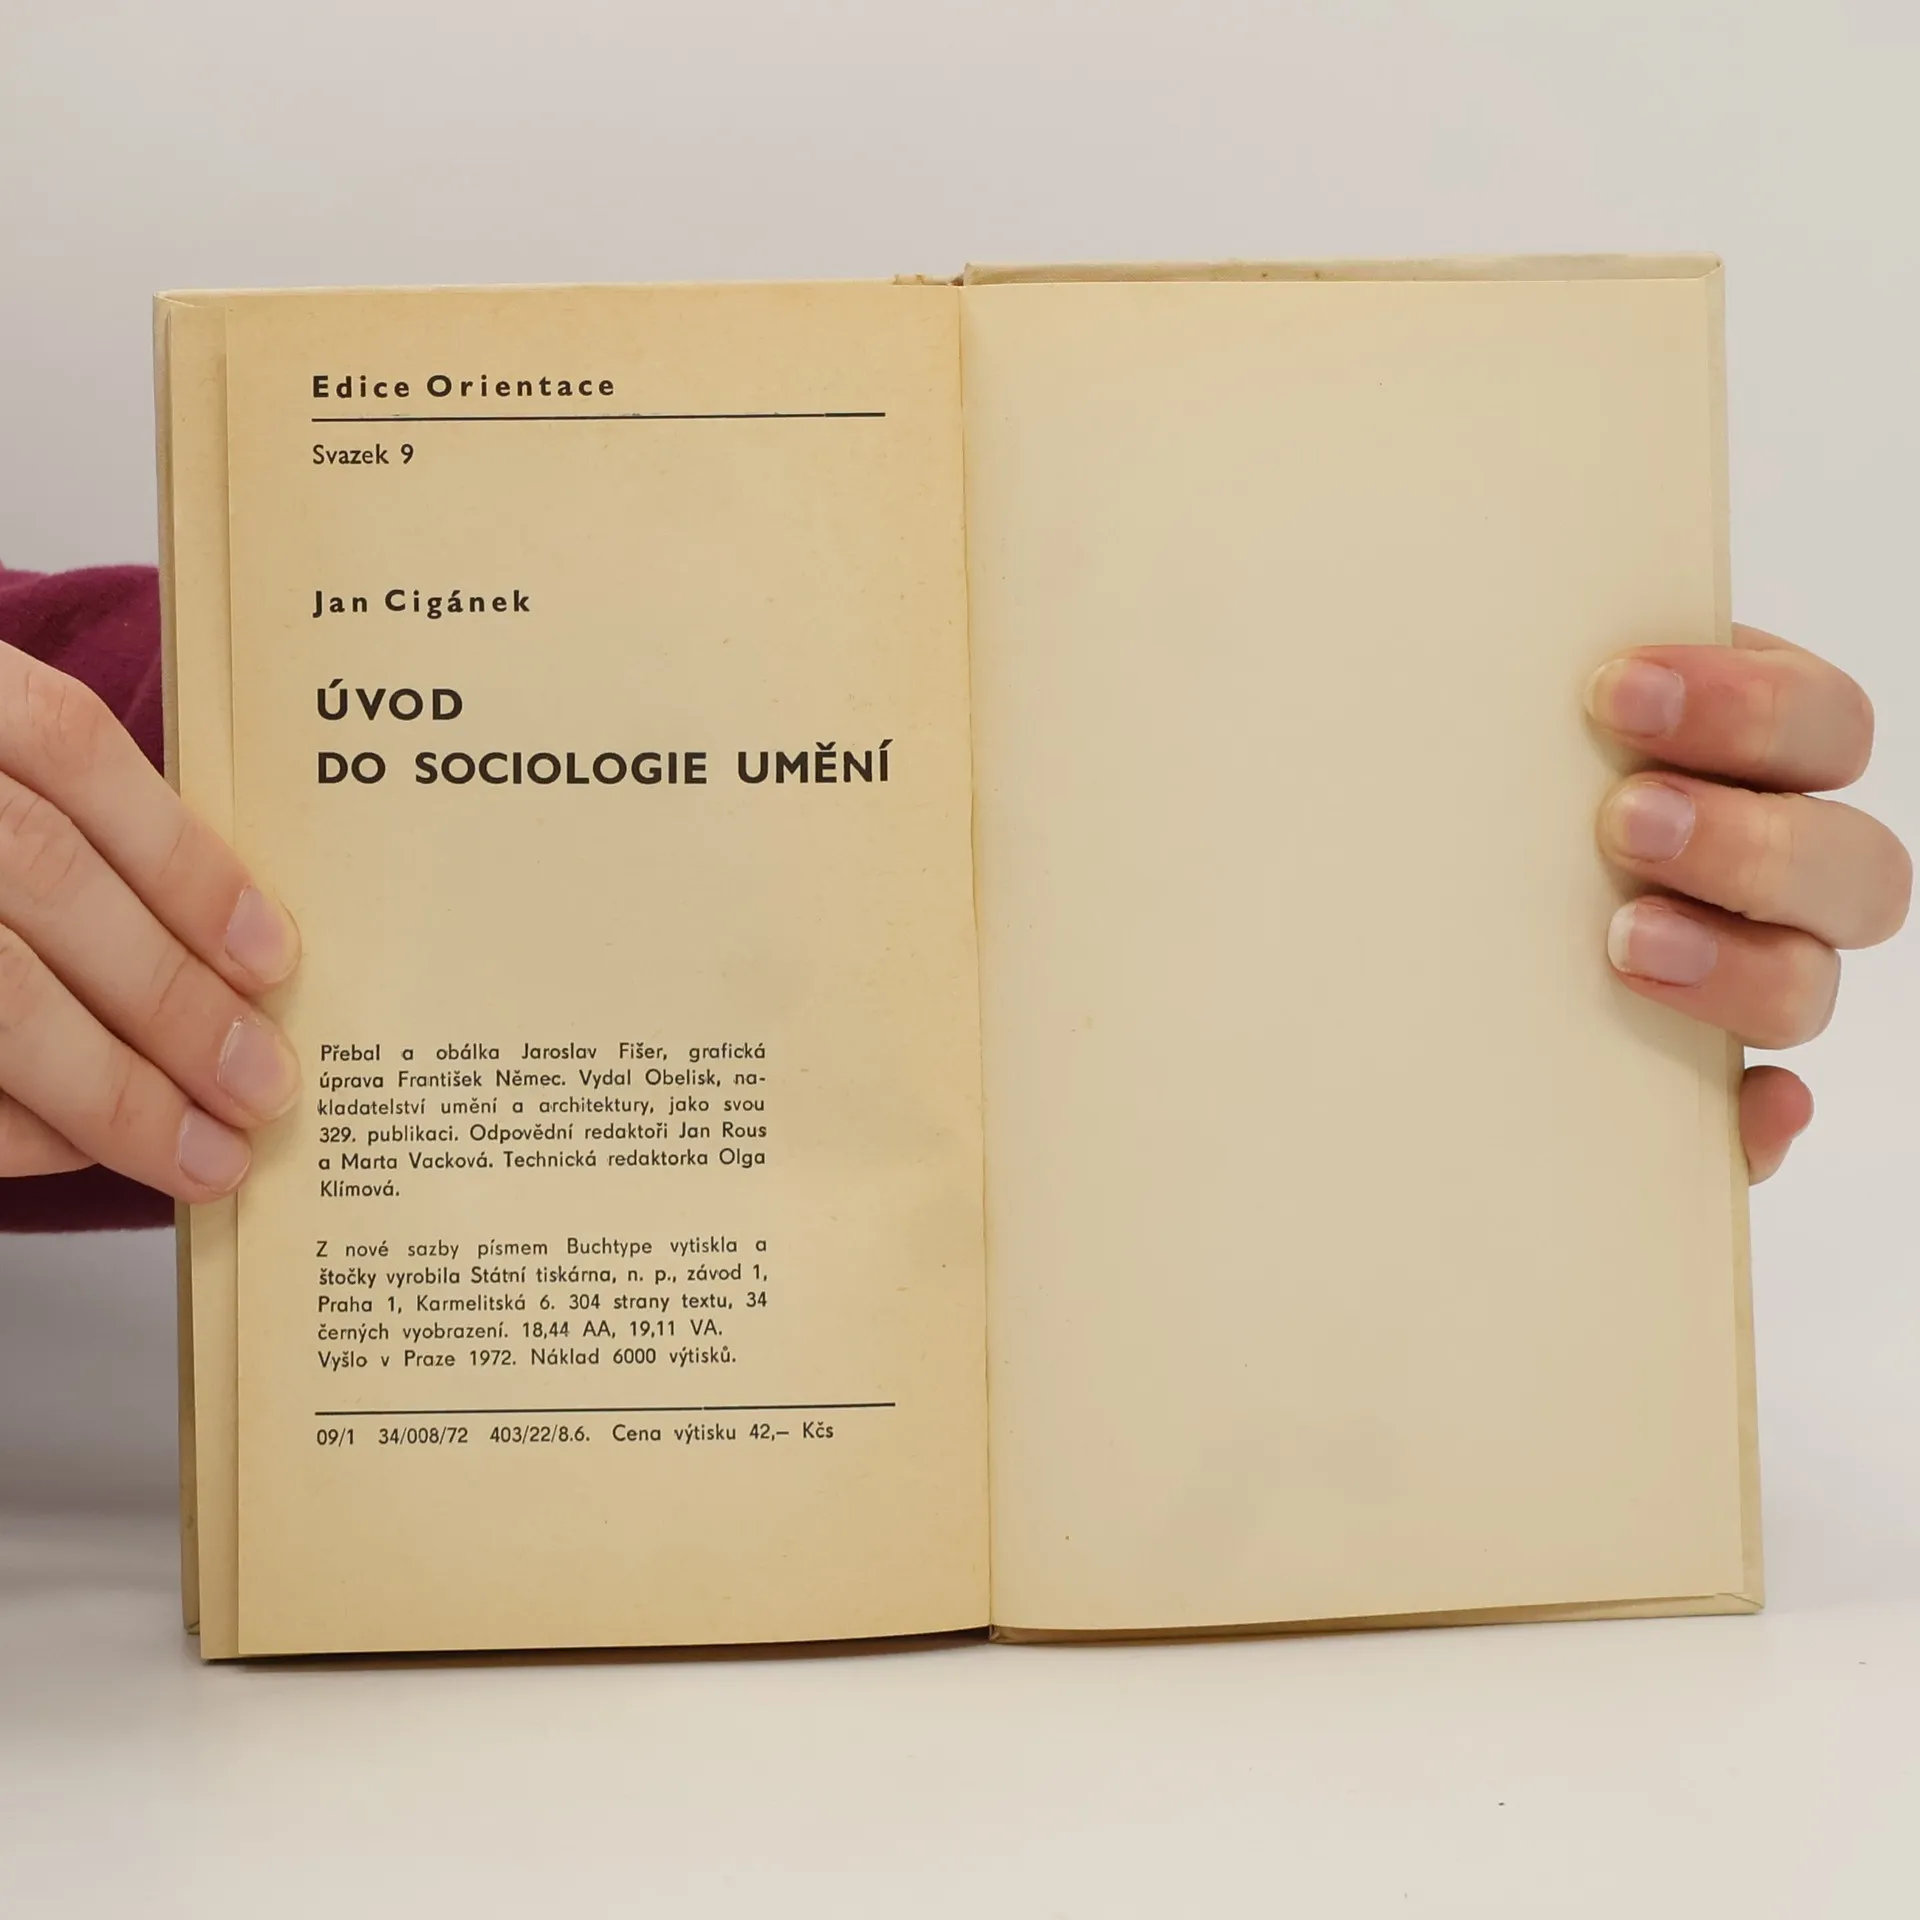 Edice Orientace
Svazek 9
Jan Cigánek
ÚVOD
DO SOCIOLOGIE UMĚNÍ
Přebal a obálka Jaroslav Fišer, grafická
úprava František Němec. Vydal Obelisk, na-
kladatelství umění a architektury, jako svou
329. publikaci. Odpovědní redaktoři Jan Rous
a Marta Vacková. Technická redaktorka Olga
Klímová.
Z nové sazby písmem Buchtype vytiskla a
štočky vyrobila Státní tiskárna, n. p., závod 1,
Praha 1, Karmelitská 6. 304 strany textu, 34
černých vyobrazení. 18,44 AA, 19,11 VA.
Vyšlo v Praze 1972. Náklad 6000 výtisků.
09/1 34/008/72 403/22/8.6. Cena výtisku 42,– Kčs